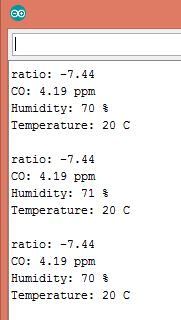 ratio: -7.44
CO: 4.19 ppm
Humidity: 70 %
Temperature: 20 C
ratio: -7.44
CO: 4.19 ppm
Humidity: 71 %
Temperature: 20 C
ratio: -7.44
CO: 4.19 ppm
Humidity: 70 %
Temperature: 20 C